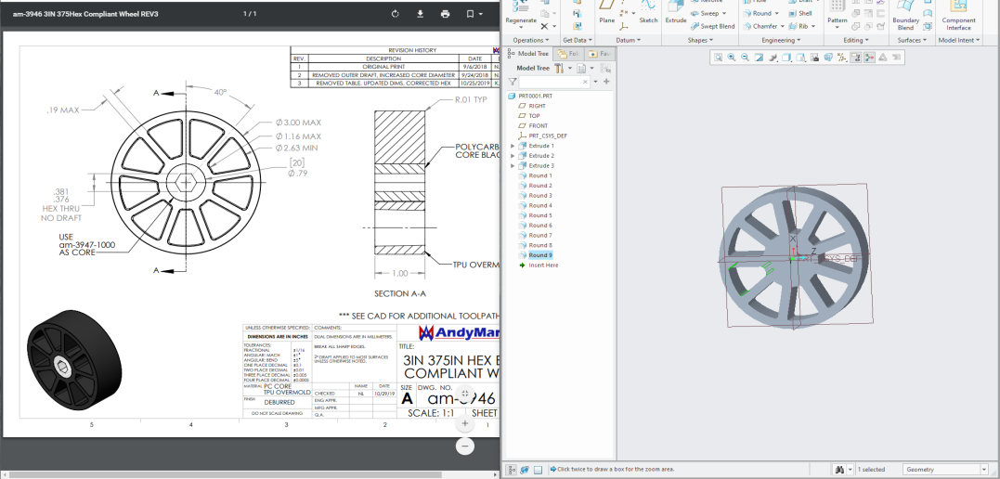 am-3946 3IN 375Hex Compliant Wheel REV3
1 / 1
REVISION HISTORY
REV. DESCRIPTION DATE
1 ORIGINAL PRINT 9/6/2018 N.
2 REMOVED OUTER DRAFT, INCREASED CORE DIAMETER 9/24/2018 N.
3 REMOVED TABLE, UPDATED DIMS, CORRECTED HEX 10/25/2019 K.
A
40°
.19 MAX
R.01 TYP
Ø3.00 MAX
Ø1.16 MAX
Ø2.63 MIN
[20]
Ø.79
POLYCARB
CORE BLAC
.381
.376
HEX THRU
NO DRAFT
USE
am-3947-1000
AS CORE
A
TPU OVERM
1.00
SECTION A-A
*** SEE CAD FOR ADDITIONAL TOOLPATH
UNLESS OTHERWISE SPECIFIED:
DIMENSIONS ARE IN INCHES
TOLERANCES:
FRACTIONAL ±1/16
ANGULAR: MACH ±1°
ANGULAR: BEND ±5°
ONE PLACE DECIMAL ±0.1
TWO PLACE DECIMAL ±0.01
THREE PLACE DECIMAL ±0.005
FOUR PLACE DECIMAL ±0.0005
MATERIAL PC CORE
TPU OVERMOLD
FINISH
DEBURRED
DO NOT SCALE DRAWING
COMMENTS:
DUAL DIMENSIONS ARE IN MILLIMETERS.
BREAK ALL SHARP EDGES.
2° DRAFT APPLIED TO MOST SURFACES
UNLESS OTHERWISE NOTED.
NAME DATE
CHECKED NL 10/29/19
ENG APPR.
MFG APPR.
Q.A.
AndyMar
TITLE:
3IN 375IN HEX B
COMPLIANT W
SIZE DWG. NO.
A am-3946
SCALE: 1:1 SHEET
5 4 3 2 1
Regenerate
Operations
Get Data
Plane
Sketch
Datum
Extrude
Revolve
Sweep
Swept Blend
Shapes
Hole
Draft
Round
Shell
Chamfer
Rib
Engineering
Pattern
Editing
Boundary
Blend
Surfaces
Component
Interface
Model Intent
Model Tree
Fol
Fav
Model Tree
PRT0001.PRT
RIGHT
TOP
FRONT
PRT_CSYS_DEF
Extrude 1
Extrude 2
Extrude 3
Round 1
Round 2
Round 3
Round 4
Round 5
Round 6
Round 7
Round 8
Round 9
Insert Here
X
Z
PRT_CSYS_DEF
Click twice to draw a box for the zoom area.
1 selected
Geometry